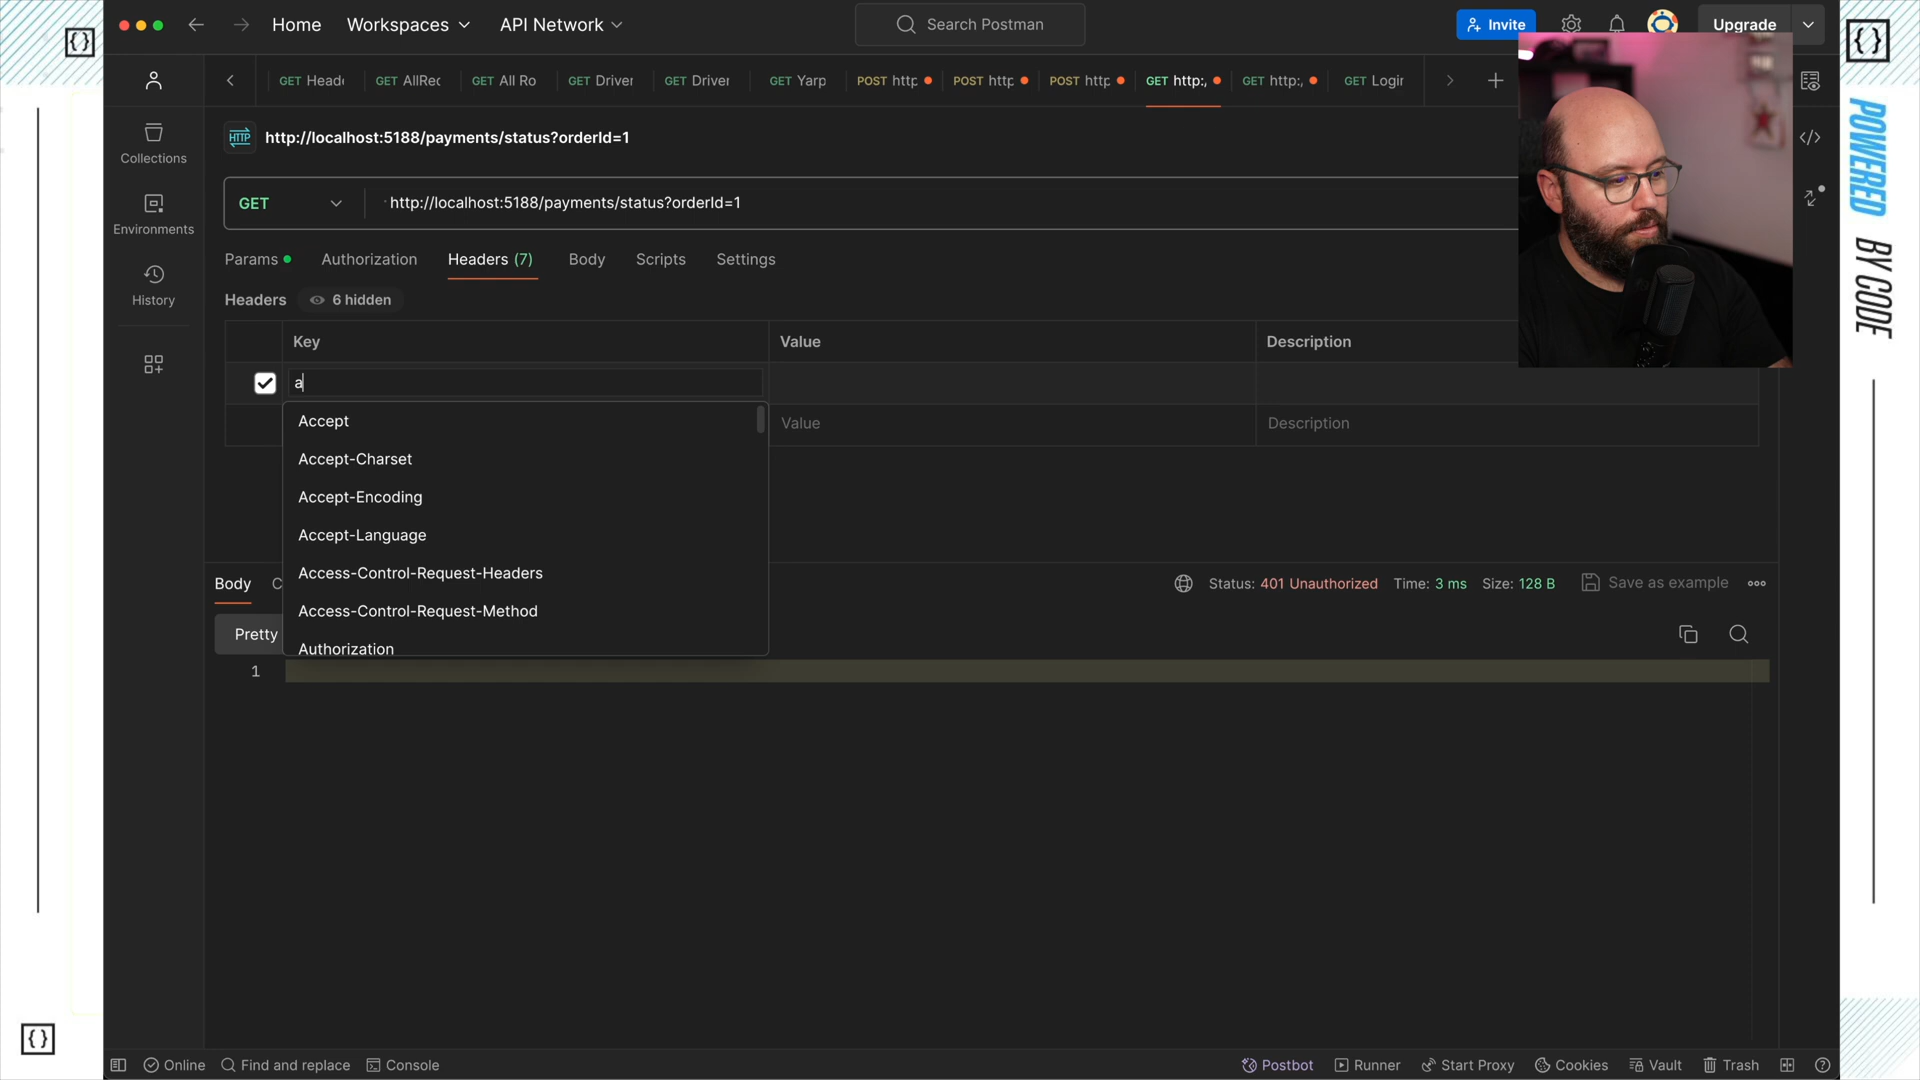 Home
Workspaces
API Network
Search Postman
Invite
Upgrade
GET Heade
GET AllRec
GET All Ro
GET Driver
GET Driver
GET Yarp
POST http
POST http
POST http
GET http:,
GET http:,
GET Login
HTTP
http://localhost:5188/payments/status?orderId=1
GET
http://localhost:5188/payments/status?orderId=1
Params
Authorization
Headers (7)
Body
Scripts
Settings
Headers
6 hidden
Key
Value
Description
a
Value
Description
Accept
Accept-Charset
Accept-Encoding
Accept-Language
Access-Control-Request-Headers
Access-Control-Request-Method
Authorization
Collections
Environments
History
Body
C
Status: 401 Unauthorized
Time: 3 ms
Size: 128 B
Save as example
Pretty
1
Online
Find and replace
Console
Postbot
Runner
Start Proxy
Cookies
Vault
Trash
POWERED
BY CODE